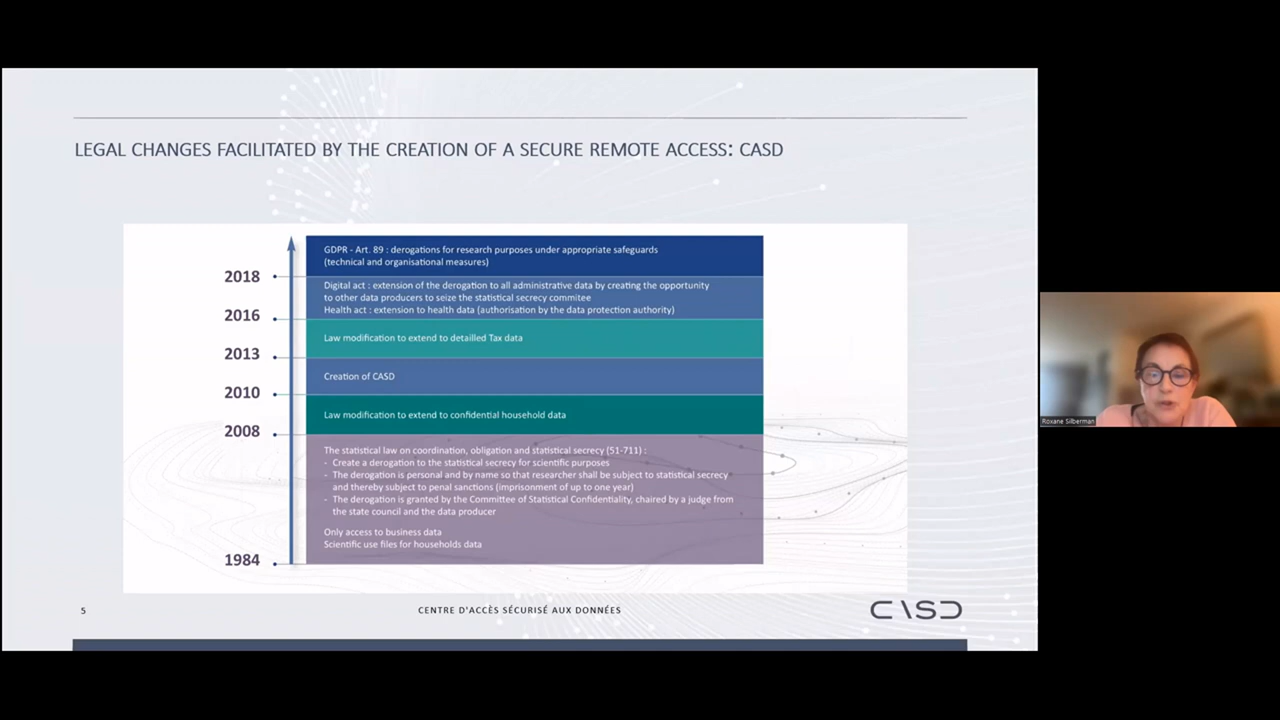 LEGAL CHANGES FACILITATED BY THE CREATION OF A SECURE REMOTE ACCESS: CASD
GDPR - Art. 89 : derogations for research purposes under appropriate safeguards
(technical and organisational measures)
2018
Digital act : extension of the derogation to all administrative data by creating the opportunity
to other data producers to seize the statistical secrecy commitee
Health act : extension to health data (authorisation by the data protection authority)
2016
Law modification to extend to detailled Tax data
2013
Creation of CASD
2010
Law modification to extend to confidential household data
2008
The statistical law on coordination, obligation and statistical secrecy (51-711) :
- Create a derogation to the statistical secrecy for scientific purposes
- The derogation is personal and by name so that researcher shall be subject to statistical secrecy
and thereby subject to penal sanctions (imprisonment of up to one year)
- The derogation is granted by the Committee of Statistical Confidentiality, chaired by a judge from
the state council and the data producer
Only access to business data
Scientific use files for households data
1984
5
CENTRE D'ACCÈS SÉCURISÉ AUX DONNÉES
CASD
Roxane Silberman